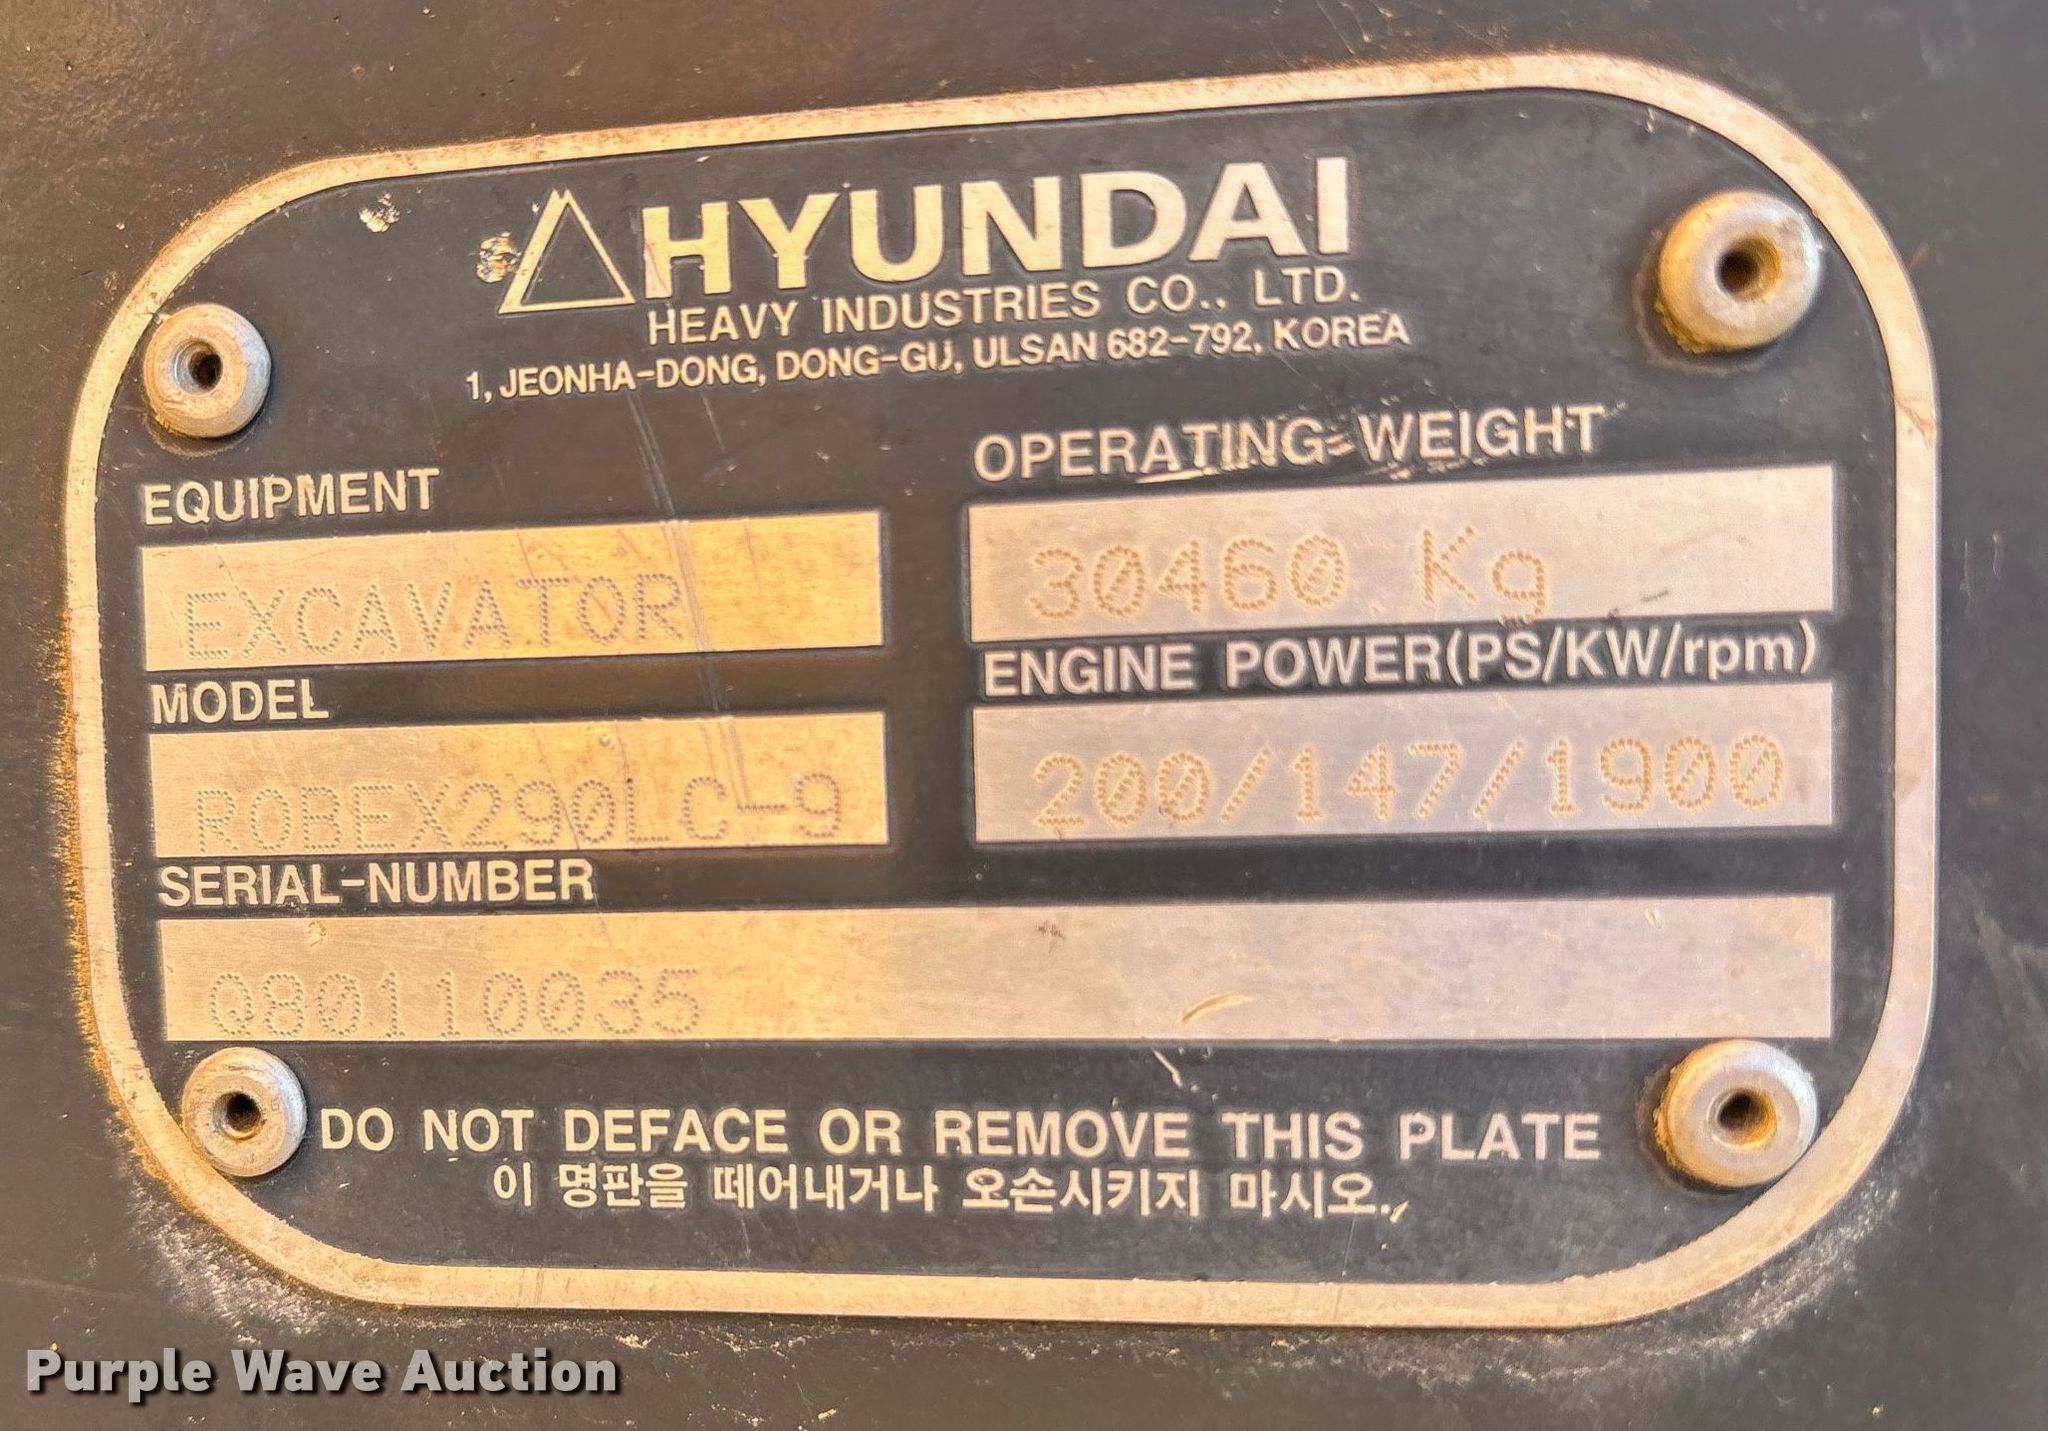 HYUNDAI
HEAVY INDUSTRIES CO., LTD.
1, JEONHA-DONG, DONG-GU, ULSAN 682-792, KOREA
EQUIPMENT
EXCAVATOR
MODEL
ROBEX290LC-9
SERIAL-NUMBER
Q80110035
OPERATING WEIGHT
30460.Kg
ENGINE POWER(PS/KW/rpm)
200/147/1900
DO NOT DEFACE OR REMOVE THIS PLATE
이 명판을 떼어내거나 오손시키지 마시오.
Purple Wave Auction